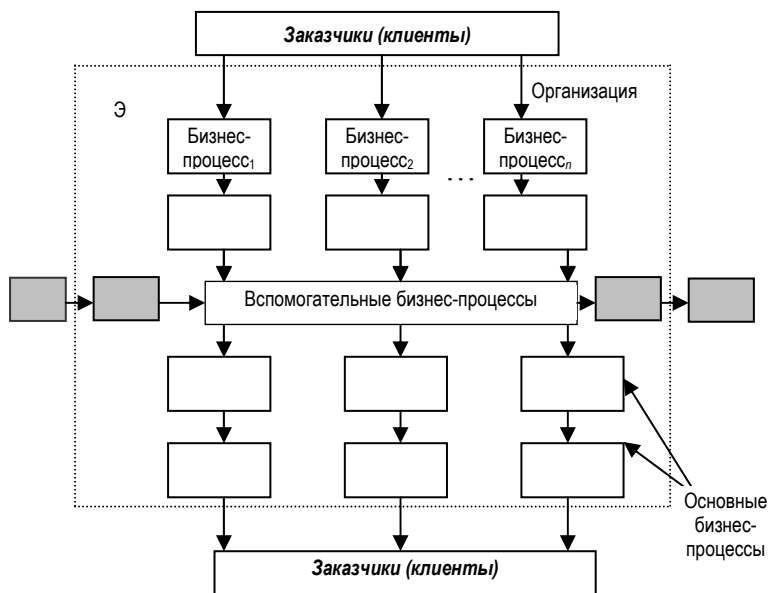 Заказчики (клиенты)
Организация
Э
Бизнес-
процесс₁
Бизнес-
процесс₂
. . .
Бизнес-
процессₙ
Вспомогательные бизнес-процессы
Основные
бизнес-
процессы
Заказчики (клиенты)